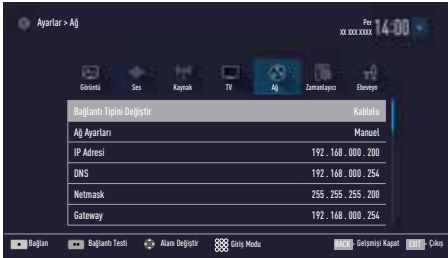 Ayarlar > Ağ
Per
xx xxx xxxx
14:00
Görüntü Ses Kaynak TV Ağ Zamanlayıcı Ebeveyn
Bağlantı Tipini Değiştir Kablolu
Ağ Ayarları Manuel
IP Adresi 192 . 168 . 000 . 200
DNS 192 . 168 . 000 . 254
Netmask 255 . 255 . 255 . 200
Gateway 192 . 168 . 000 . 254
Bağlan Bağlantı Testi Alanı Değiştir Giriş Modu BACK - Gelşmişi Kapat EXIT - Çıkış